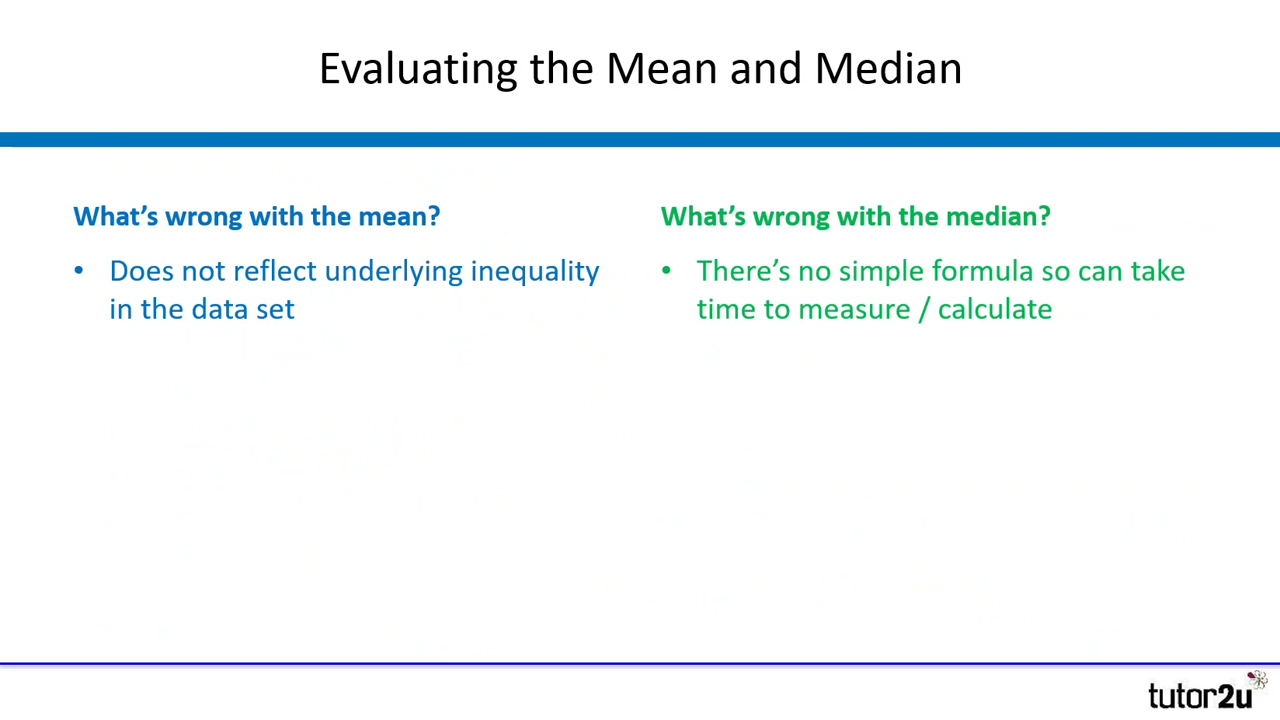 Evaluating the Mean and Median
What's wrong with the mean?
• Does not reflect underlying inequality
in the data set
What's wrong with the median?
• There's no simple formula so can take
time to measure / calculate
tutor2u